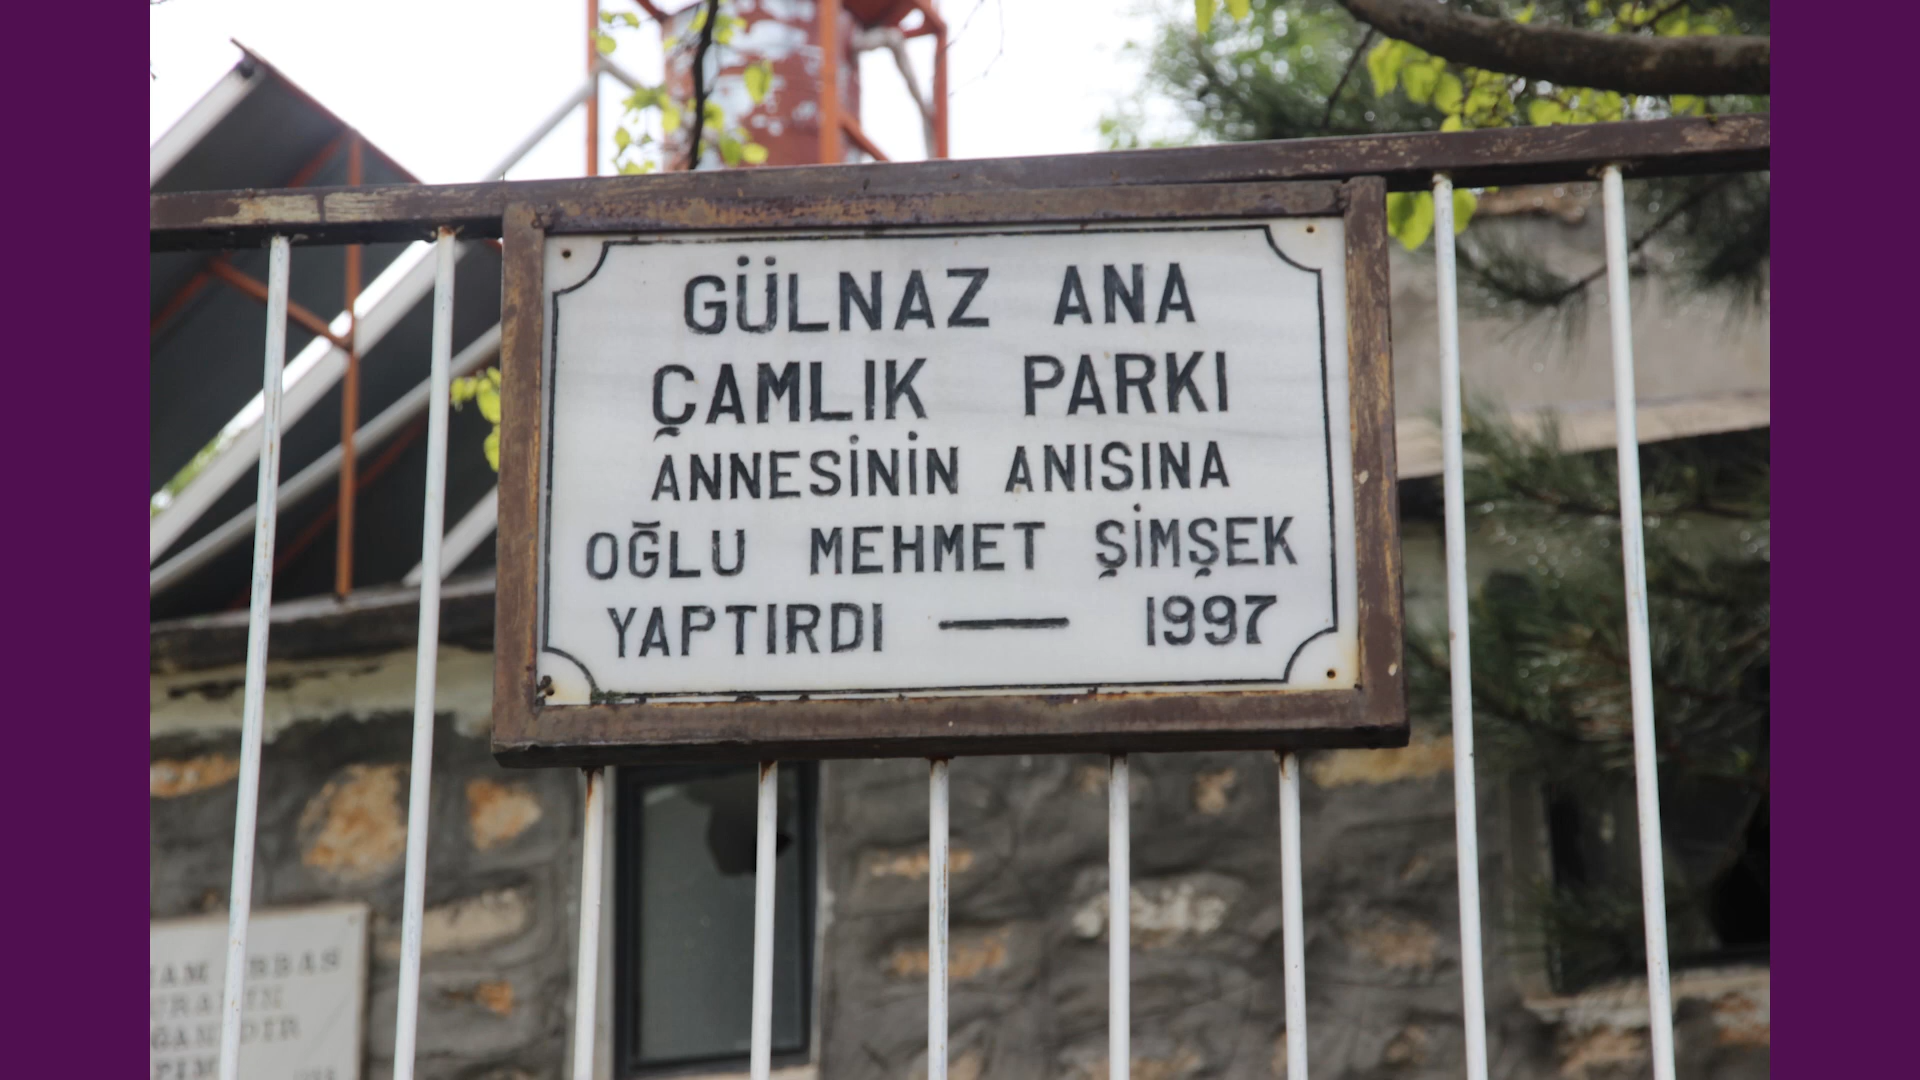 GÜLNAZ ANA
ÇAMLIK PARKI
ANNESİNİN ANISINA
OĞLU MEHMET ŞİMŞEK
YAPTIRDI — 1997